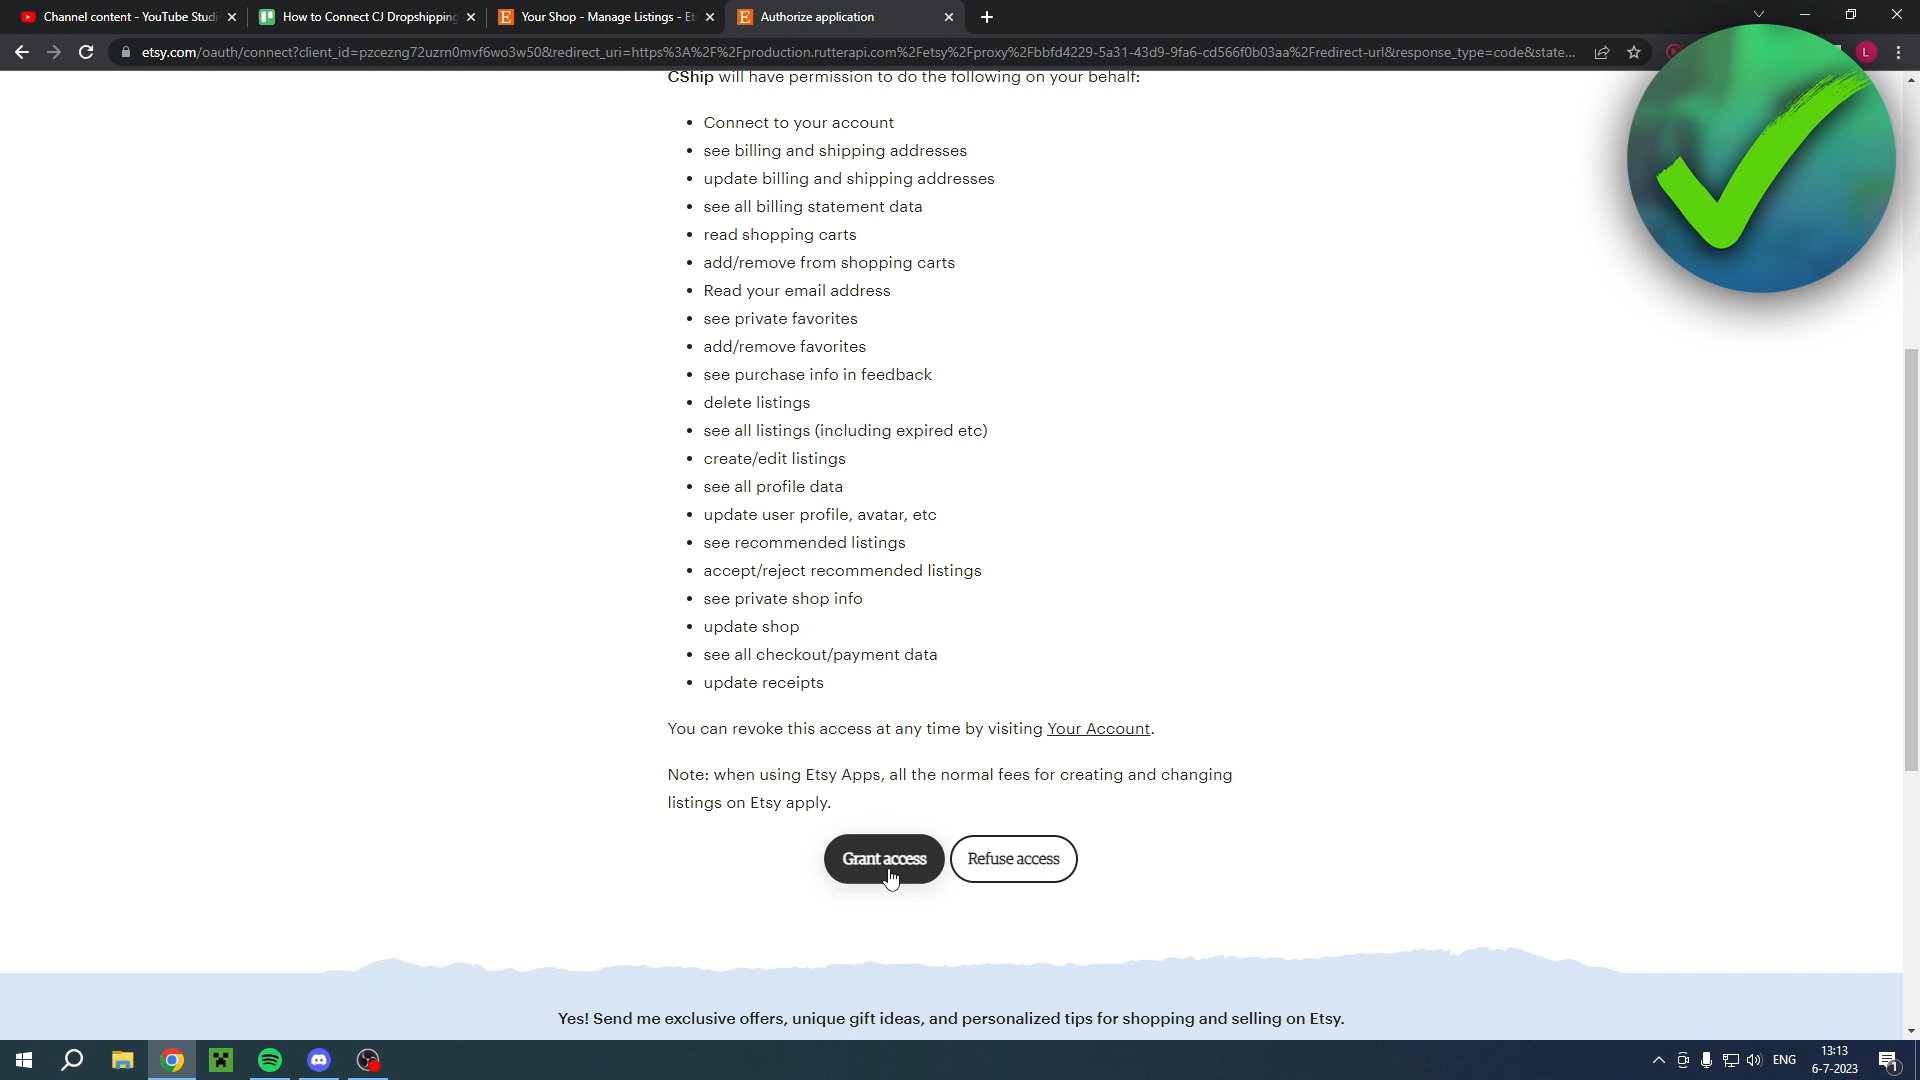 Channel content - YouTube Studi
How to Connect CJ Dropshipping
Your Shop - Manage Listings - Et
Authorize application
etsy.com/oauth/connect?client_id=pzcezng72uzrn0mvf6wo3w50&redirect_uri=https%3A%2F%2Fproduction.rutterapi.com%2Fetsy%2Fproxy%2Fbbfd4229-5a31-43d9-9fa6-cd566f0b03aa%2Fredirect-url&response_type=code&state...
L
CShip will have permission to do the following on your behalf:
• Connect to your account
• see billing and shipping addresses
• update billing and shipping addresses
• see all billing statement data
• read shopping carts
• add/remove from shopping carts
• Read your email address
• see private favorites
• add/remove favorites
• see purchase info in feedback
• delete listings
• see all listings (including expired etc)
• create/edit listings
• see all profile data
• update user profile, avatar, etc
• see recommended listings
• accept/reject recommended listings
• see private shop info
• update shop
• see all checkout/payment data
• update receipts
You can revoke this access at any time by visiting Your Account.
Note: when using Etsy Apps, all the normal fees for creating and changing
listings on Etsy apply.
Grant access
Refuse access
Yes! Send me exclusive offers, unique gift ideas, and personalized tips for shopping and selling on Etsy.
ENG
13:13
6-7-2023
1